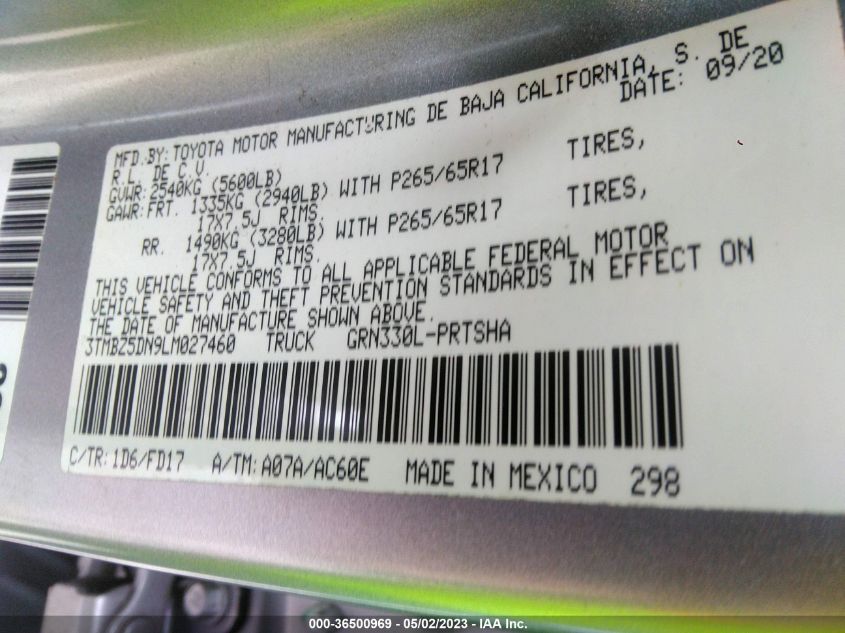 MFD.BY: TOYOTA MOTOR MANUFACTURING DE BAJA CALIFORNIA, S. DE
R.L. DE C.V. DATE: 09/20
GVWR: 2540KG (5600LB)
GAWR: FRT. 1335KG (2940LB) WITH P265/65R17 TIRES,
17X7.5J RIMS.
RR. 1490KG (3280LB) WITH P265/65R17 TIRES,
17X7.5J RIMS.
THIS VEHICLE CONFORMS TO ALL APPLICABLE FEDERAL MOTOR
VEHICLE SAFETY AND THEFT PREVENTION STANDARDS IN EFFECT ON
THE DATE OF MANUFACTURE SHOWN ABOVE.
3TMBZ5DN9LM027460 TRUCK GRN330L-PRTSHA
C/TR: 1D6/FD17 A/TM: A07A/AC60E MADE IN MEXICO 298
000-36500969 - 05/02/2023 - IAA Inc.